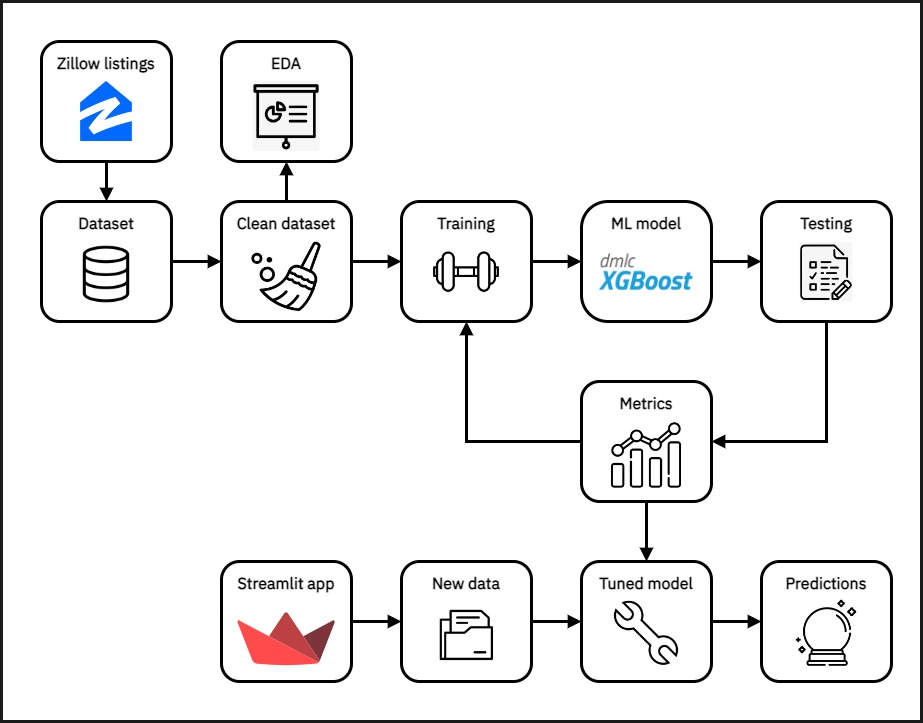 Zillow listings
EDA
Dataset
Clean dataset
Training
ML model
dmlc
XGBoost
Testing
Metrics
Streamlit app
New data
Tuned model
Predictions